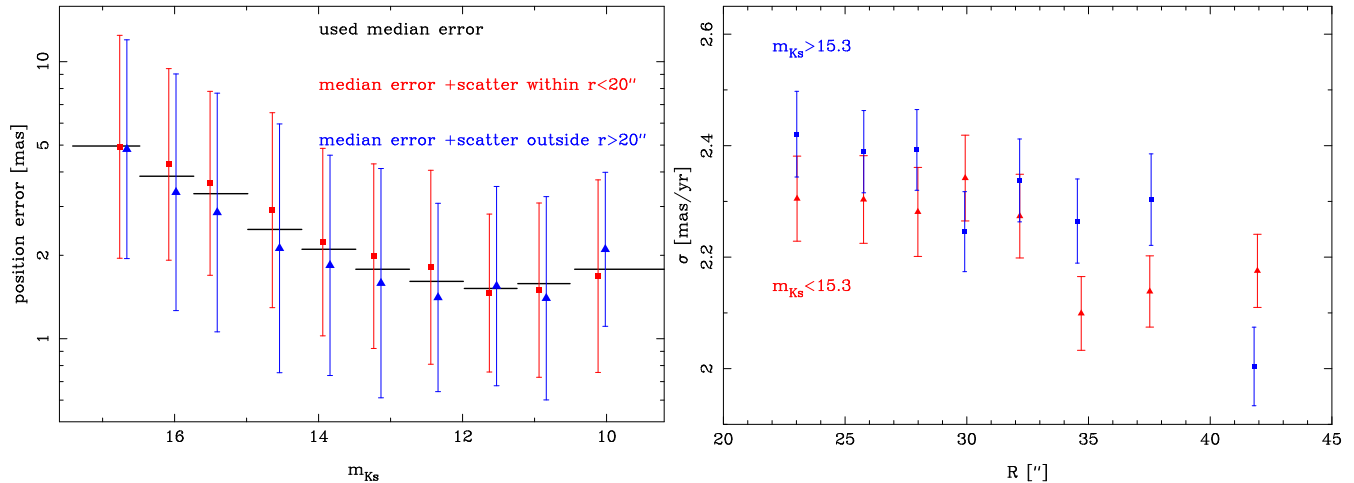 used median error
median error +scatter within r<20"
median error +scatter outside r>20"
position error [mas]
10
5
2
1
16
14
12
10
m_Ks
m_Ks>15.3
m_Ks<15.3
σ [mas/yr]
2.6
2.4
2.2
2
20
25
30
35
40
45
R ["]